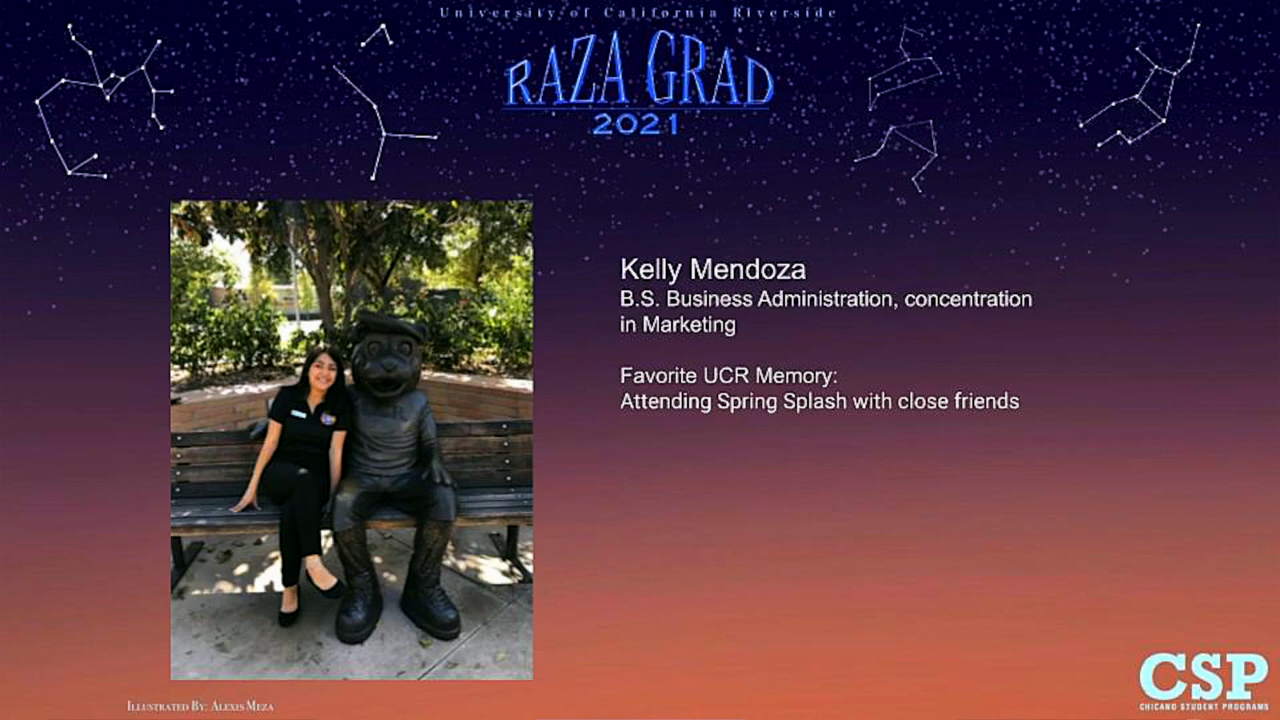 University of California Riverside
RAZA GRAD
2021
Kelly Mendoza
B.S. Business Administration, concentration
in Marketing
Favorite UCR Memory:
Attending Spring Splash with close friends
CSP
CHICANO STUDENT PROGRAMS
Illustrated By: Alexis Meza